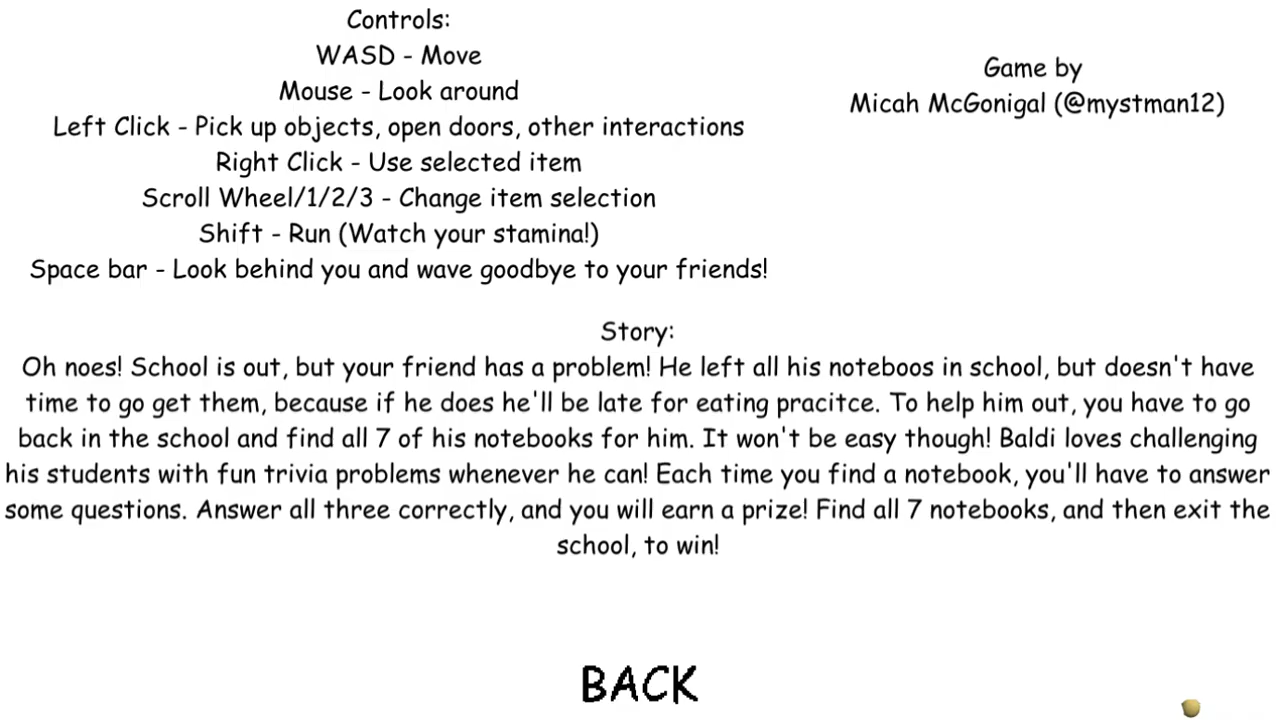 Controls:
WASD - Move
Mouse - Look around
Left Click - Pick up objects, open doors, other interactions
Right Click - Use selected item
Scroll Wheel/1/2/3 - Change item selection
Shift - Run (Watch your stamina!)
Space bar - Look behind you and wave goodbye to your friends!
Game by
Micah McGonigal (@mystman12)
Story:
Oh noes! School is out, but your friend has a problem! He left all his noteboos in school, but doesn't have
time to go get them, because if he does he'll be late for eating pracitce. To help him out, you have to go
back in the school and find all 7 of his notebooks for him. It won't be easy though! Baldi loves challenging
his students with fun trivia problems whenever he can! Each time you find a notebook, you'll have to answer
some questions. Answer all three correctly, and you will earn a prize! Find all 7 notebooks, and then exit the
school, to win!
BACK